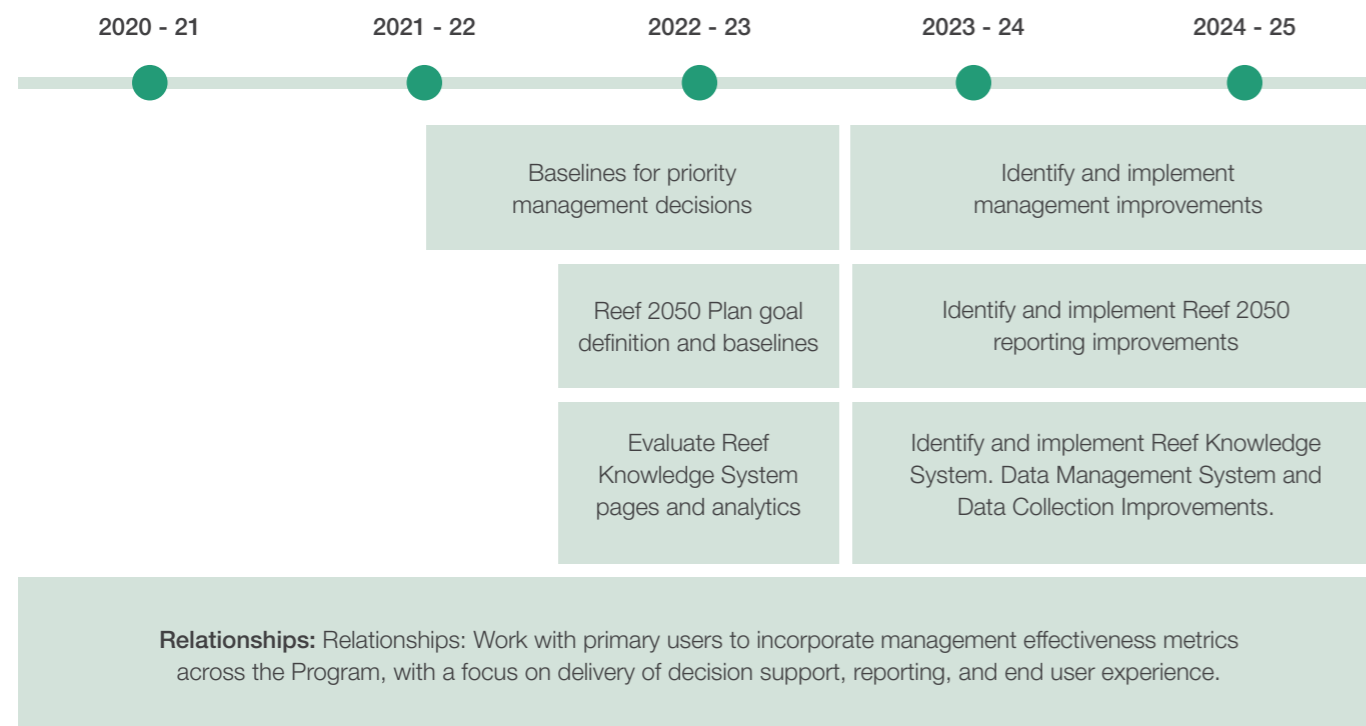 2020 - 21
2021 - 22
2022 - 23
2023 - 24
2024 - 25
Baselines for priority
management decisions
Identify and implement
management improvements
Reef 2050 Plan goal
definition and baselines
Identify and implement Reef 2050
reporting improvements
Evaluate Reef
Knowledge System
pages and analytics
Identify and implement Reef Knowledge
System. Data Management System and
Data Collection Improvements.
Relationships: Relationships: Work with primary users to incorporate management effectiveness metrics
across the Program, with a focus on delivery of decision support, reporting, and end user experience.